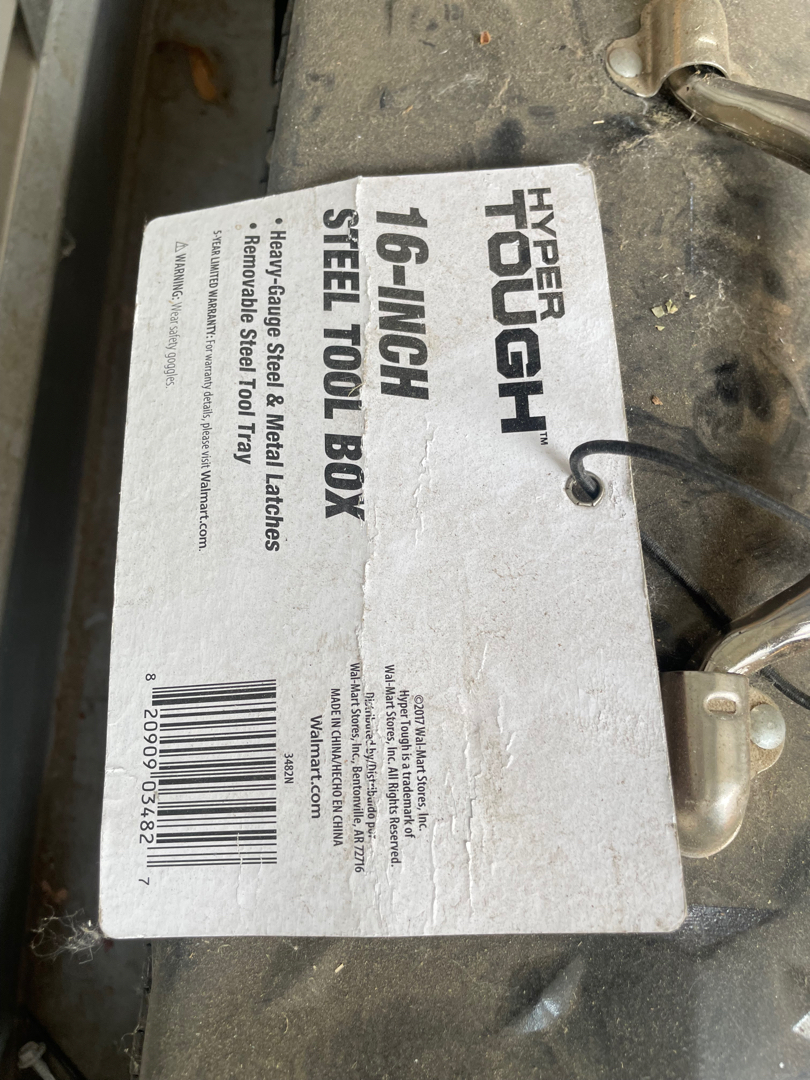 HYPER
TOUGH™
16-INCH
STEEL TOOL BOX
• Heavy-Gauge Steel & Metal Latches
• Removable Steel Tool Tray
5-YEAR LIMITED WARRANTY: For warranty details, please visit Walmart.com.
⚠ WARNING: Wear safety goggles.
©2017 Wal-Mart Stores, Inc.
Hyper Tough is a trademark of
Wal-Mart Stores, Inc. All Rights Reserved.
Distributed by/Distribuido por:
Wal-Mart Stores, Inc., Bentonville, AR 72716
MADE IN CHINA/HECHO EN CHINA
Walmart.com
3482N
8 20909 03482 7